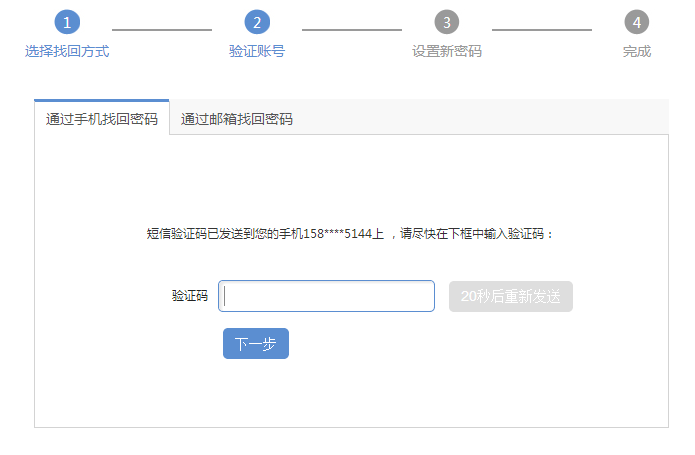 1 2 3 4
选择找回方式 验证账号 设置新密码 完成
通过手机找回密码 通过邮箱找回密码
短信验证码已发送到您的手机158****5144上 ，请尽快在下框中输入验证码：
验证码 20秒后重新发送
下一步